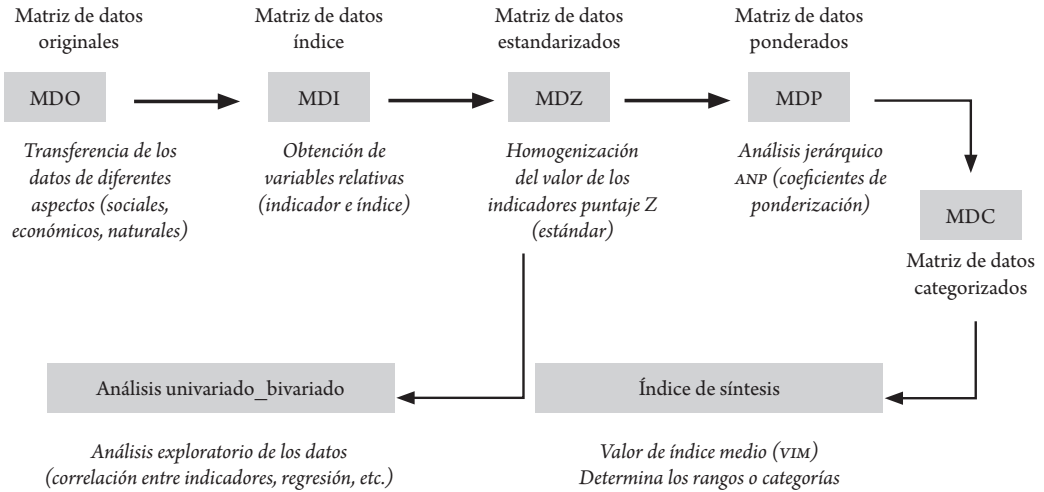 Matriz de datos
originales
Matriz de datos
índice
Matriz de datos
estandarizados
Matriz de datos
ponderados
MDO
MDI
MDZ
MDP
Transferencia de los
datos de diferentes
aspectos (sociales,
económicos, naturales)
Obtención de
variables relativas
(indicador e índice)
Homogenización
del valor de los
indicadores puntaje Z
(estándar)
Análisis jerárquico
ANP (coeficientes de
ponderización)
MDC
Matriz de datos
categorizados
Análisis univariado_bivariado
Índice de síntesis
Análisis exploratorio de los datos
(correlación entre indicadores, regresión, etc.)
Valor de índice medio (VIM)
Determina los rangos o categorías